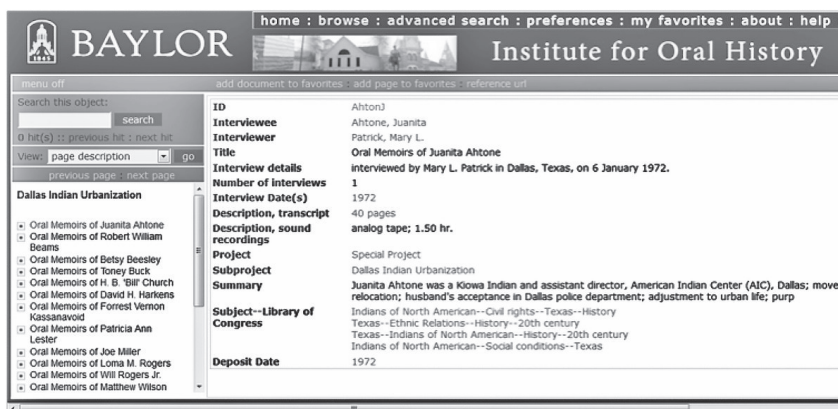 home : browse : advanced search : preferences : my favorites : about : help
BAYLOR
1845
Institute for Oral History
menu off
add document to favorites : add page to favorites : reference url
Search this object:
search
0 hit(s) :: previous hit : next hit
View: page description go
previous page : next page
Dallas Indian Urbanization
Oral Memoirs of Juanita Ahtone
Oral Memoirs of Robert William
Beams
Oral Memoirs of Betsy Beesley
Oral Memoirs of Toney Buck
Oral Memoirs of H. B. 'Bill' Church
Oral Memoirs of David H. Harkens
Oral Memoirs of Forrest Vernon
Kassanavoid
Oral Memoirs of Patricia Ann
Lester
Oral Memoirs of Joe Miller
Oral Memoirs of Loma M. Rogers
Oral Memoirs of Will Rogers Jr.
Oral Memoirs of Matthew Wilson
ID AhtonJ
Interviewee Ahtone, Juanita
Interviewer Patrick, Mary L.
Title Oral Memoirs of Juanita Ahtone
Interview details interviewed by Mary L. Patrick in Dallas, Texas, on 6 January 1972.
Number of interviews 1
Interview Date(s) 1972
Description, transcript 40 pages
Description, sound analog tape; 1.50 hr.
recordings
Project Special Project
Subproject Dallas Indian Urbanization
Summary Juanita Ahtone was a Kiowa Indian and assistant director, American Indian Center (AIC), Dallas; move
relocation; husband's acceptance in Dallas police department; adjustment to urban life; purp
Subject--Library of Indians of North American--Civil rights--Texas--History
Congress Texas--Ethnic Relations--History--20th century
Texas--Indians of North American--History--20th century
Indians of North American--Social conditions--Texas
Deposit Date 1972